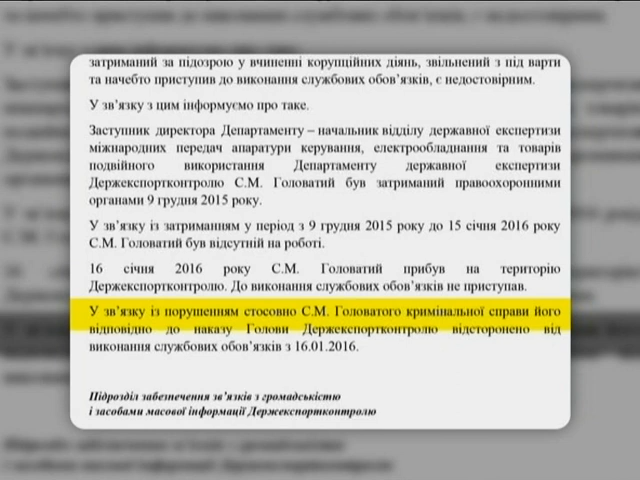 затриманий за підозрою у вчиненні корупційних діянь, звільнений з під варти
та начебто приступив до виконання службових обов’язків, є недостовірним.
У зв’язку з цим інформуємо про таке.
Заступник директора Департаменту – начальник відділу державної експертизи
міжнародних передач апаратури керування, електрообладнання та товарів
подвійного використання Департаменту державної експертизи
Держекспортконтролю С.М. Головатий був затриманий правоохоронними
органами 9 грудня 2015 року.
У зв’язку із затриманням у період з 9 грудня 2015 року до 15 січня 2016 року
С.М. Головатий був відсутній на роботі.
16 січня 2016 року С.М. Головатий прибув на територію
Держекспортконтролю. До виконання службових обов’язків не приступав.
У зв’язку із порушенням стосовно С.М. Головатого кримінальної справи його
відповідно до наказу Голови Держекспортконтролю відсторонено від
виконання службових обов’язків з 16.01.2016.
Підрозділ забезпечення зв’язків з громадськістю
і засобами масової інформації Держекспортконтролю